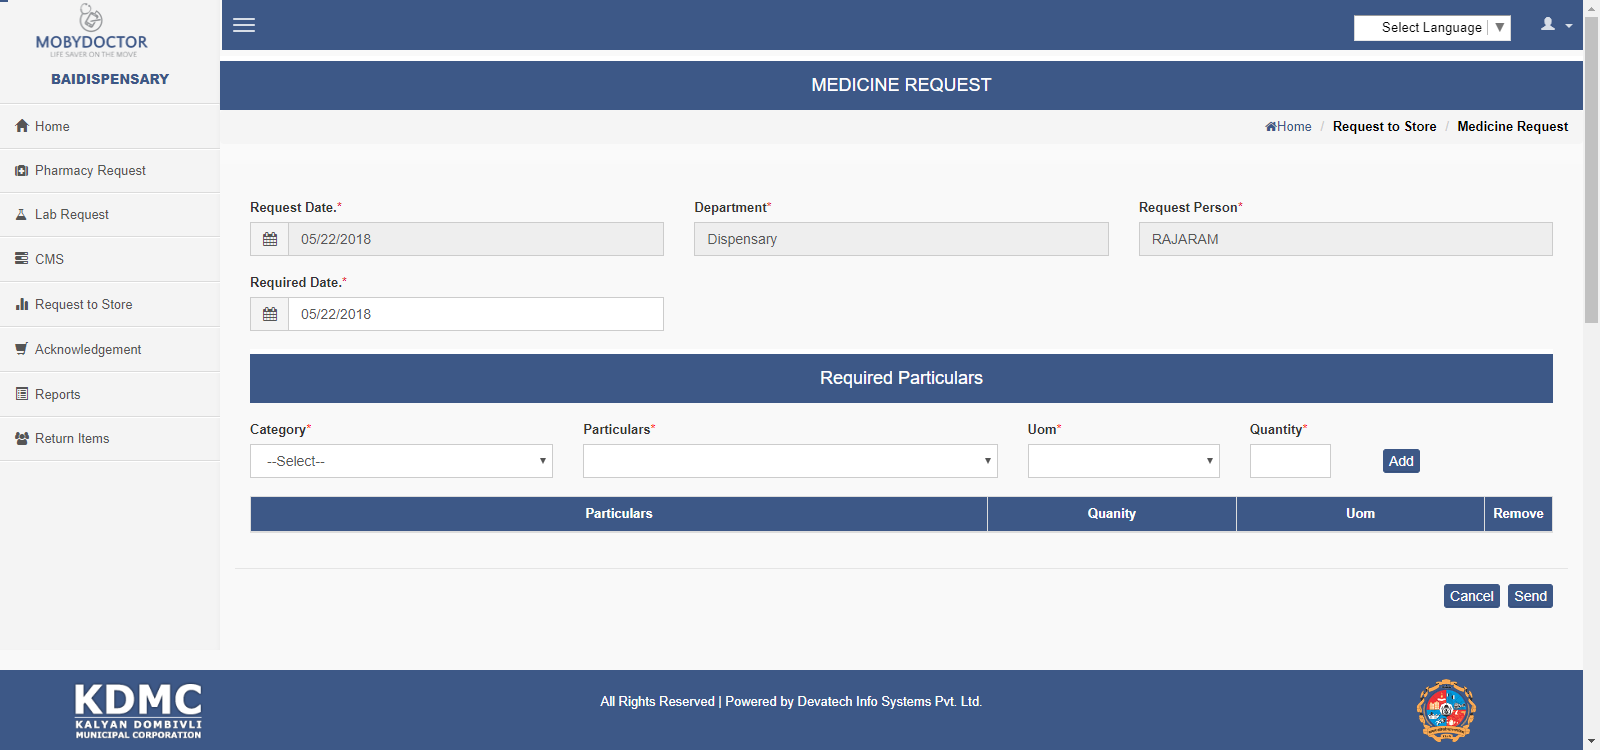 MOBYDOCTOR
LIFE SAVER ON THE MOVE
BAIDISPENSARY
Home
Pharmacy Request
Lab Request
CMS
Request to Store
Acknowledgement
Reports
Return Items
Select Language ▼
MEDICINE REQUEST
Home / Request to Store / Medicine Request
Request Date.* Department* Request Person*
05/22/2018 Dispensary RAJARAM
Required Date.*
05/22/2018
Required Particulars
Category* Particulars* Uom* Quantity*
--Select-- Add
Particulars Quanity Uom Remove
Cancel Send
KDMC
KALYAN DOMBIVLI
MUNICIPAL CORPORATION
All Rights Reserved | Powered by Devatech Info Systems Pvt. Ltd.